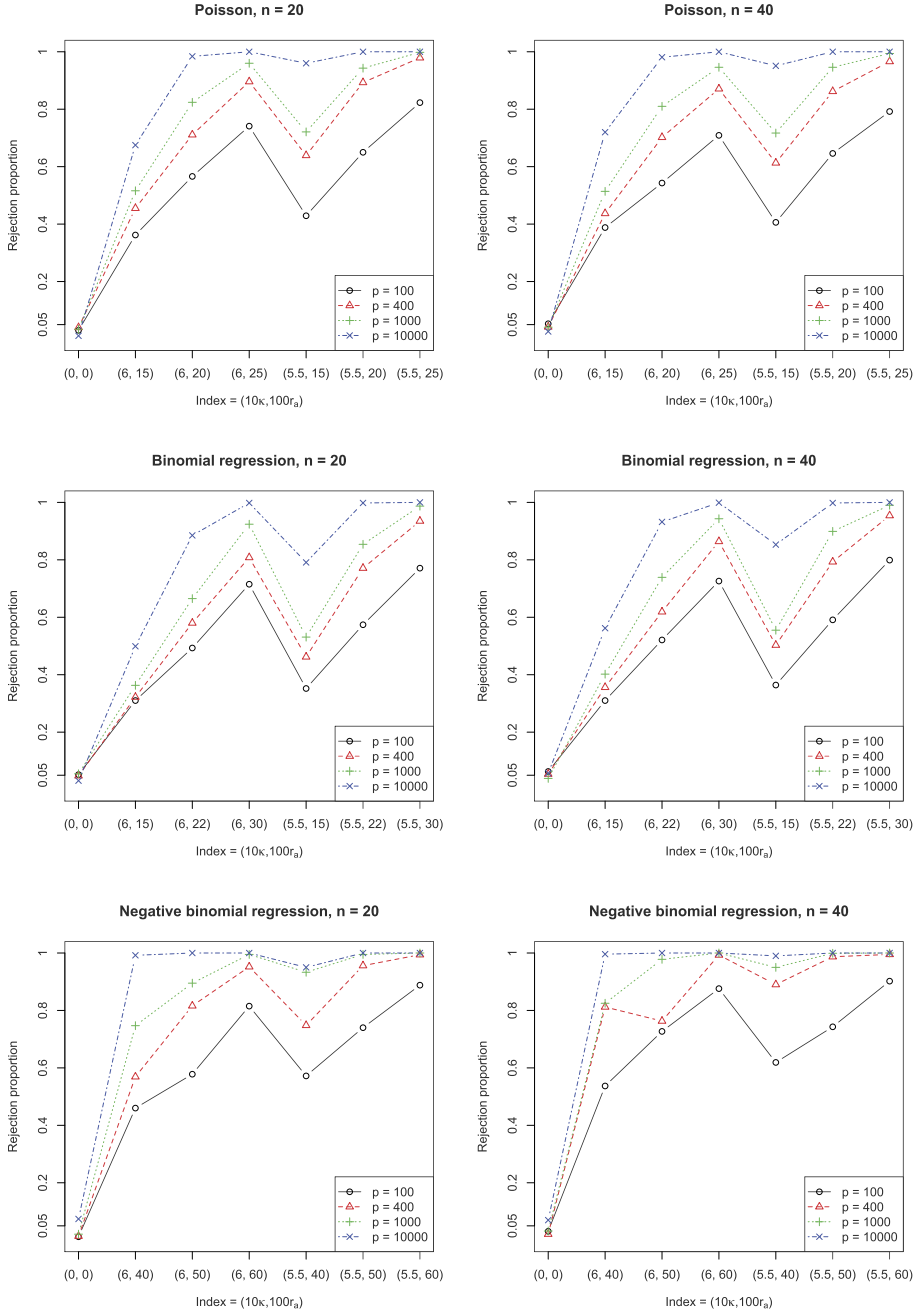 Poisson, n = 20
Rejection proportion
1
0.8
0.6
0.4
0.2
0.05
p = 100
p = 400
p = 1000
p = 10000
(0, 0) (6, 15) (6, 20) (6, 25) (5.5, 15) (5.5, 20) (5.5, 25)
Index = (10κ,100rₐ)
Poisson, n = 40
Rejection proportion
1
0.8
0.6
0.4
0.2
0.05
p = 100
p = 400
p = 1000
p = 10000
(0, 0) (6, 15) (6, 20) (6, 25) (5.5, 15) (5.5, 20) (5.5, 25)
Index = (10κ,100rₐ)
Binomial regression, n = 20
Rejection proportion
1
0.8
0.6
0.4
0.2
0.05
p = 100
p = 400
p = 1000
p = 10000
(0, 0) (6, 15) (6, 22) (6, 30) (5.5, 15) (5.5, 22) (5.5, 30)
Index = (10κ,100rₐ)
Binomial regression, n = 40
Rejection proportion
1
0.8
0.6
0.4
0.2
0.05
p = 100
p = 400
p = 1000
p = 10000
(0, 0) (6, 15) (6, 22) (6, 30) (5.5, 15) (5.5, 22) (5.5, 30)
Index = (10κ,100rₐ)
Negative binomial regression, n = 20
Rejection proportion
1
0.8
0.6
0.4
0.2
0.05
p = 100
p = 400
p = 1000
p = 10000
(0, 0) (6, 40) (6, 50) (6, 60) (5.5, 40) (5.5, 50) (5.5, 60)
Index = (10κ,100rₐ)
Negative binomial regression, n = 40
Rejection proportion
1
0.8
0.6
0.4
0.2
0.05
p = 100
p = 400
p = 1000
p = 10000
(0, 0) (6, 40) (6, 50) (6, 60) (5.5, 40) (5.5, 50) (5.5, 60)
Index = (10κ,100rₐ)